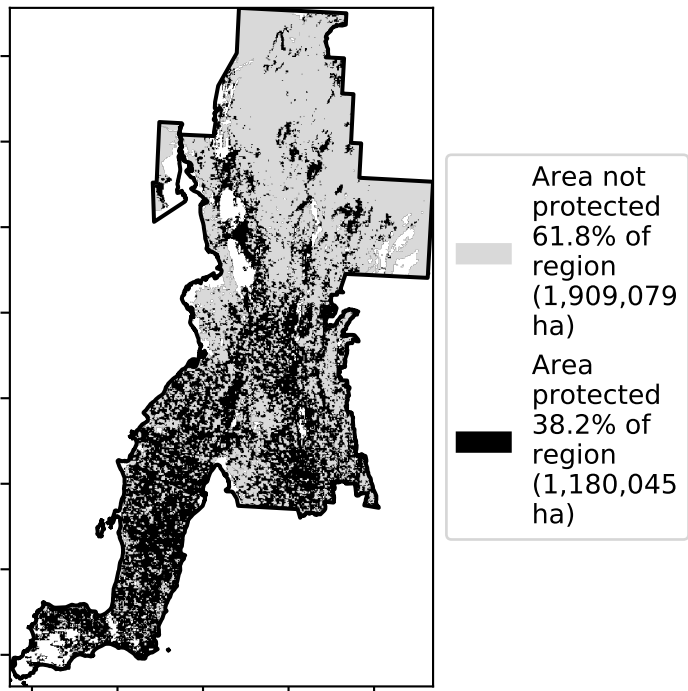 Area not
protected
61.8% of
region
(1,909,079
ha)
Area
protected
38.2% of
region
(1,180,045
ha)